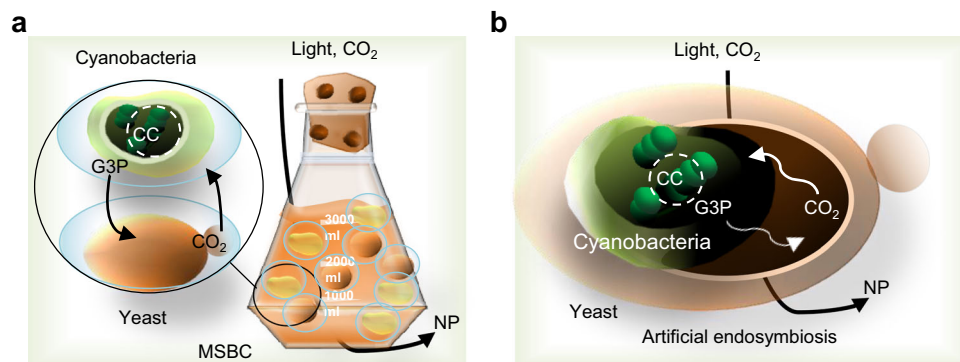 a
Cyanobacteria
Light, CO₂
CC
G3P
CO₂
Yeast
3000
ml
2000
ml
1000
ml
MSBC
NP
b
Light, CO₂
CC
G3P
CO₂
Cyanobacteria
Yeast
NP
Artificial endosymbiosis